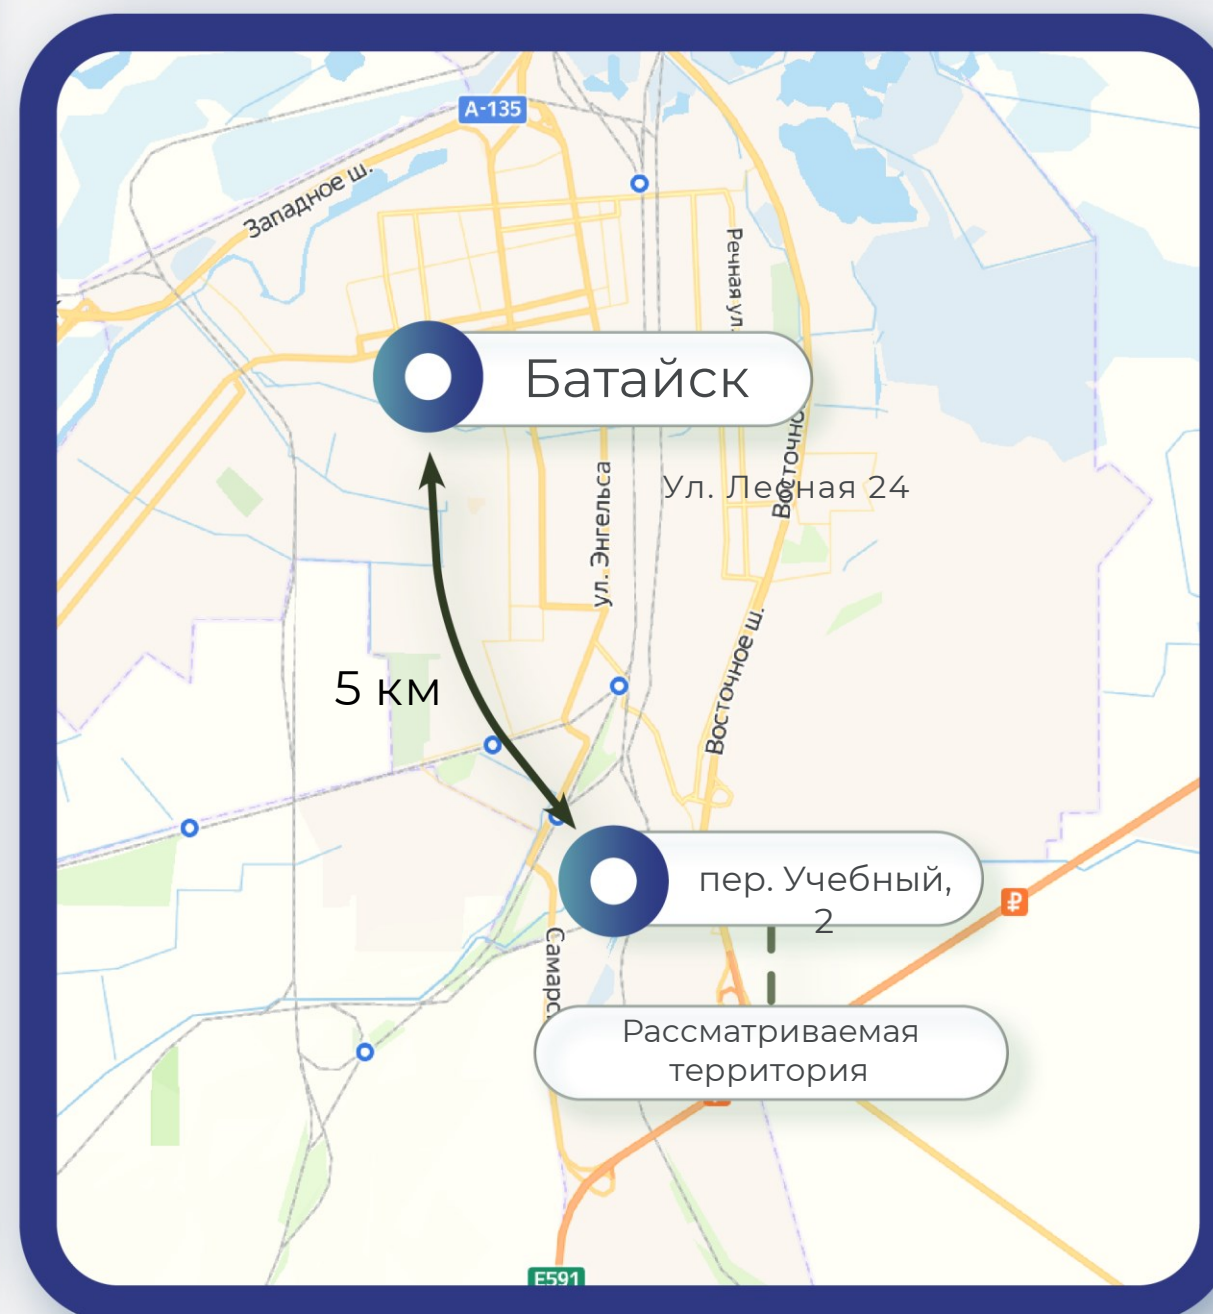 А-135
Западное ш.
Речная ул.
Батайск
Ул. Лесная 24
Восточно
ул. Энгельса
Восточное ш.
5 км
₽
пер. Учебный,
2
Самарс
Рассматриваемая
территория
Е591